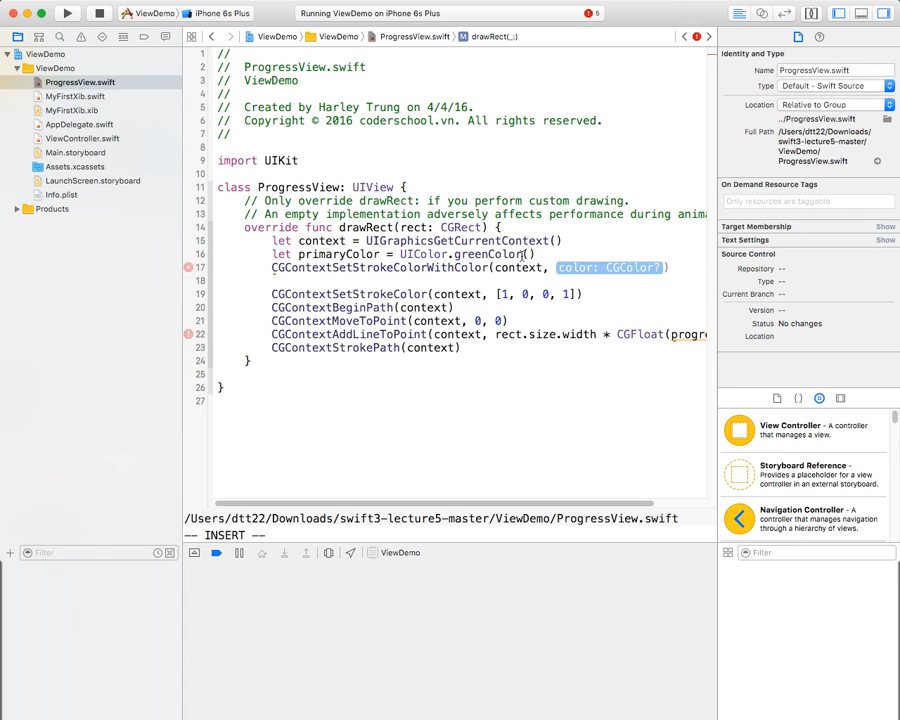 ViewDemo iPhone 6s Plus Running ViewDemo on iPhone 6s Plus 5
ViewDemo ViewDemo ProgressView.swift M drawRect(_:)
ViewDemo
ViewDemo
ProgressView.swift
MyFirstXib.swift
MyFirstXib.xib
AppDelegate.swift
ViewController.swift
Main.storyboard
Assets.xcassets
LaunchScreen.storyboard
Info.plist
Products
Filter
1 //
2 //  ProgressView.swift
3 //  ViewDemo
4 //
5 //  Created by Harley Trung on 4/4/16.
6 //  Copyright © 2016 coderschool.vn. All rights reserved.
7 //
8
9 import UIKit
10
11 class ProgressView: UIView {
12     // Only override drawRect: if you perform custom drawing.
13     // An empty implementation adversely affects performance during anima
14     override func drawRect(rect: CGRect) {
15         let context = UIGraphicsGetCurrentContext()
16         let primaryColor = UIColor.greenColor()
17         CGContextSetStrokeColorWithColor(context, color: CGColor?)
18
19         CGContextSetStrokeColor(context, [1, 0, 0, 1])
20         CGContextBeginPath(context)
21         CGContextMoveToPoint(context, 0, 0)
22         CGContextAddLineToPoint(context, rect.size.width * CGFloat(progr
23         CGContextStrokePath(context)
24     }
25
26 }
27
/Users/dtt22/Downloads/swift3-lecture5-master/ViewDemo/ProgressView.swift
-- INSERT --
ViewDemo
Identity and Type
Name ProgressView.swift
Type Default - Swift Source
Location Relative to Group
../ProgressView.swift
Full Path /Users/dtt22/Downloads/
swift3-lecture5-master/
ViewDemo/
ProgressView.swift
On Demand Resource Tags
Only resources are taggable
Target Membership Show
Text Settings Show
Source Control
Repository --
Type --
Current Branch --
Version --
Status No changes
Location
View Controller - A
controller that manages a view.
Storyboard Reference -
Provides a placeholder for a view
controller in an external storyboard.
Navigation Controller - A
controller that manages navigation
through a hierarchy of views.
Filter